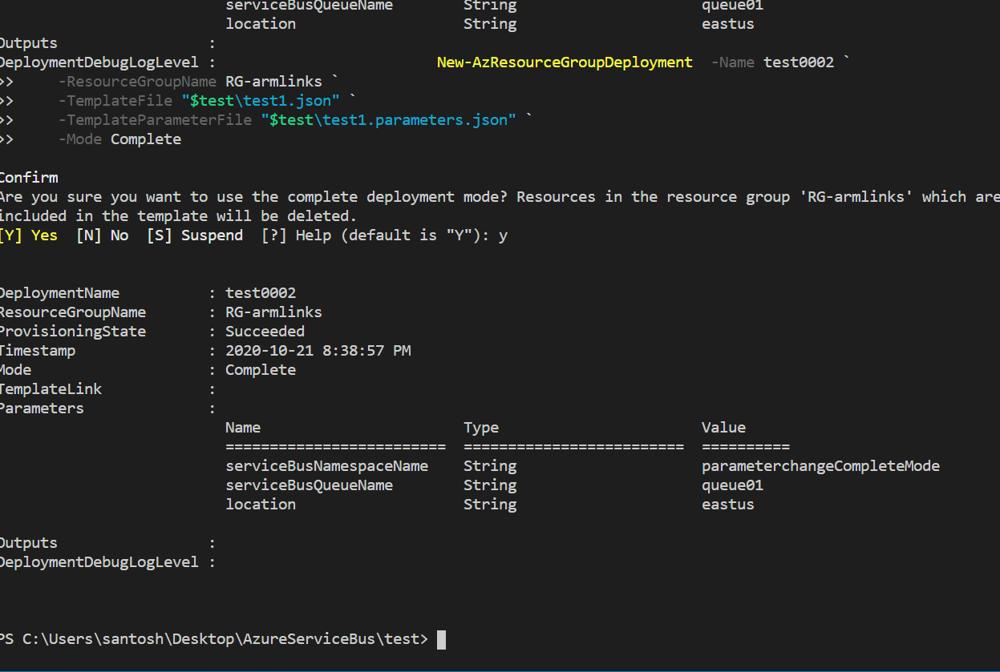 serviceBusQueueName String queue01
location String eastus
Outputs :
DeploymentDebugLogLevel : New-AzResourceGroupDeployment -Name test0002 `
>> -ResourceGroupName RG-armlinks `
>> -TemplateFile "$test\test1.json" `
>> -TemplateParameterFile "$test\test1.parameters.json" `
>> -Mode Complete
Confirm
Are you sure you want to use the complete deployment mode? Resources in the resource group 'RG-armlinks' which are
included in the template will be deleted.
[Y] Yes [N] No [S] Suspend [?] Help (default is "Y"): y
DeploymentName : test0002
ResourceGroupName : RG-armlinks
ProvisioningState : Succeeded
Timestamp : 2020-10-21 8:38:57 PM
Mode : Complete
TemplateLink :
Parameters :
Name Type Value
========================= ========================= ==========
serviceBusNamespaceName String parameterchangeCompleteMode
serviceBusQueueName String queue01
location String eastus
Outputs :
DeploymentDebugLogLevel :
PS C:\Users\santosh\Desktop\AzureServiceBus\test>